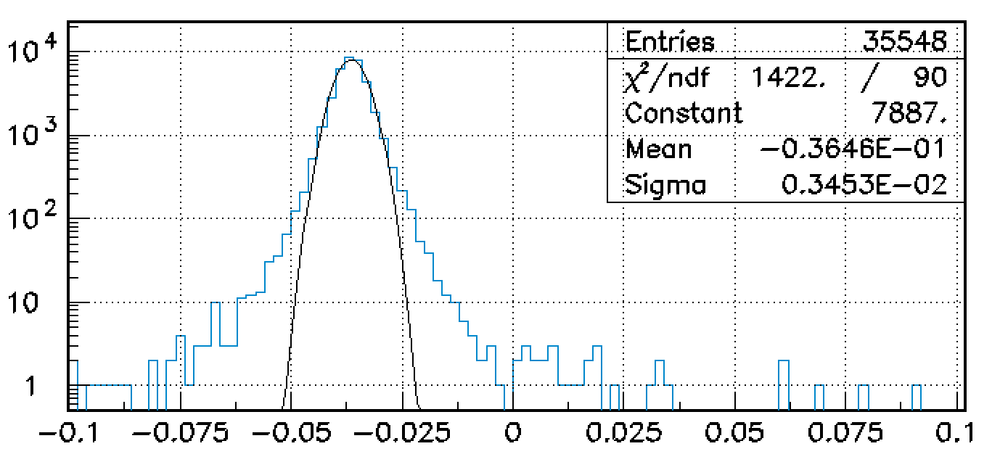 10⁴
10³
10²
10
1
Entries 35548
χ²/ndf 1422. / 90
Constant 7887.
Mean −0.3646E−01
Sigma 0.3453E−02
−0.1 −0.075 −0.05 −0.025 0 0.025 0.05 0.075 0.1